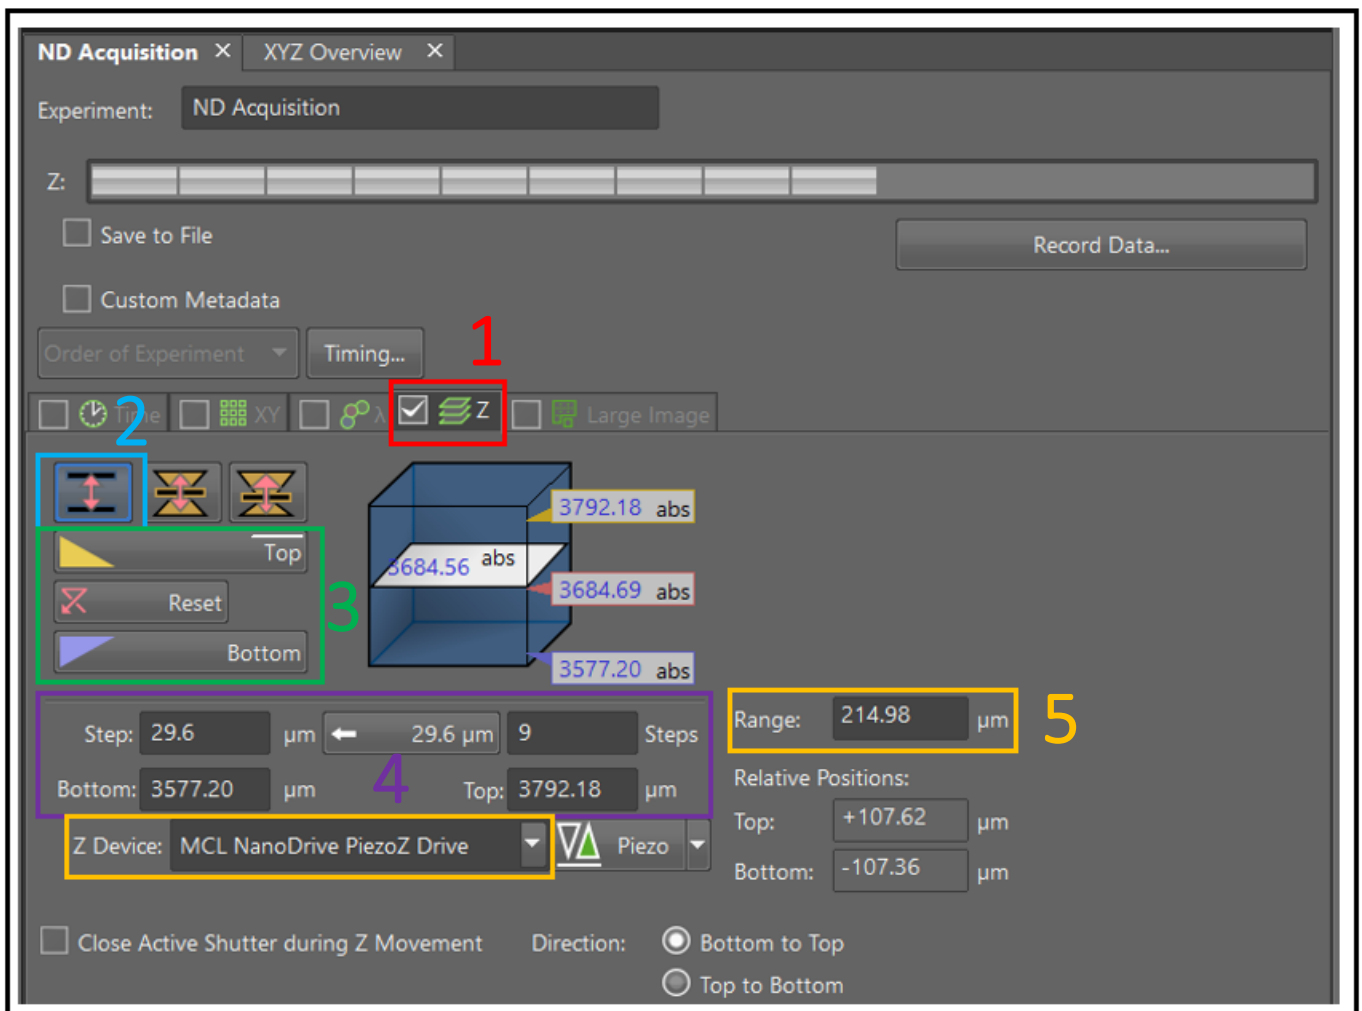 ND Acquisition × XYZ Overview ×
Experiment: ND Acquisition
Z:
Save to File
Record Data...
Custom Metadata
1
Order of Experiment Timing...
2
Time XY λ Z Large Image
3792.18 abs
Top
3684.56 abs
3684.69 abs
Reset
3
Bottom
3577.20 abs
Step: 29.6 µm 29.6 µm 9 Steps
Range: 214.98 µm 5
4
Bottom: 3577.20 µm Top: 3792.18 µm
Relative Positions:
Top: +107.62 µm
Z Device: MCL NanoDrive PiezoZ Drive Piezo
Bottom: -107.36 µm
Close Active Shutter during Z Movement Direction: Bottom to Top
Top to Bottom